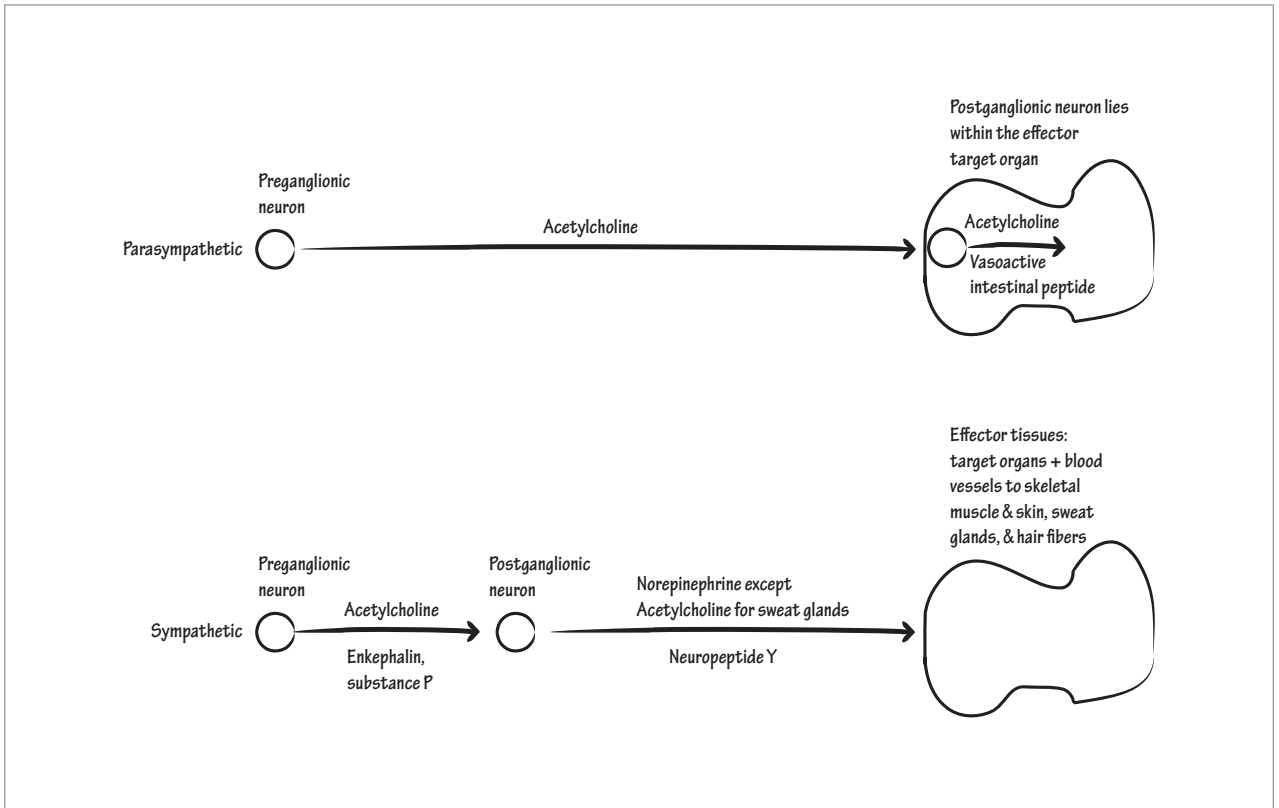 Postganglionic neuron lies
within the effector
target organ
Preganglionic
neuron
Parasympathetic
Acetylcholine
Acetylcholine
Vasoactive
intestinal peptide
Effector tissues:
target organs + blood
vessels to skeletal
muscle & skin, sweat
glands, & hair fibers
Preganglionic
neuron
Sympathetic
Acetylcholine
Enkephalin,
substance P
Postganglionic
neuron
Norepinephrine except
Acetylcholine for sweat glands
Neuropeptide Y